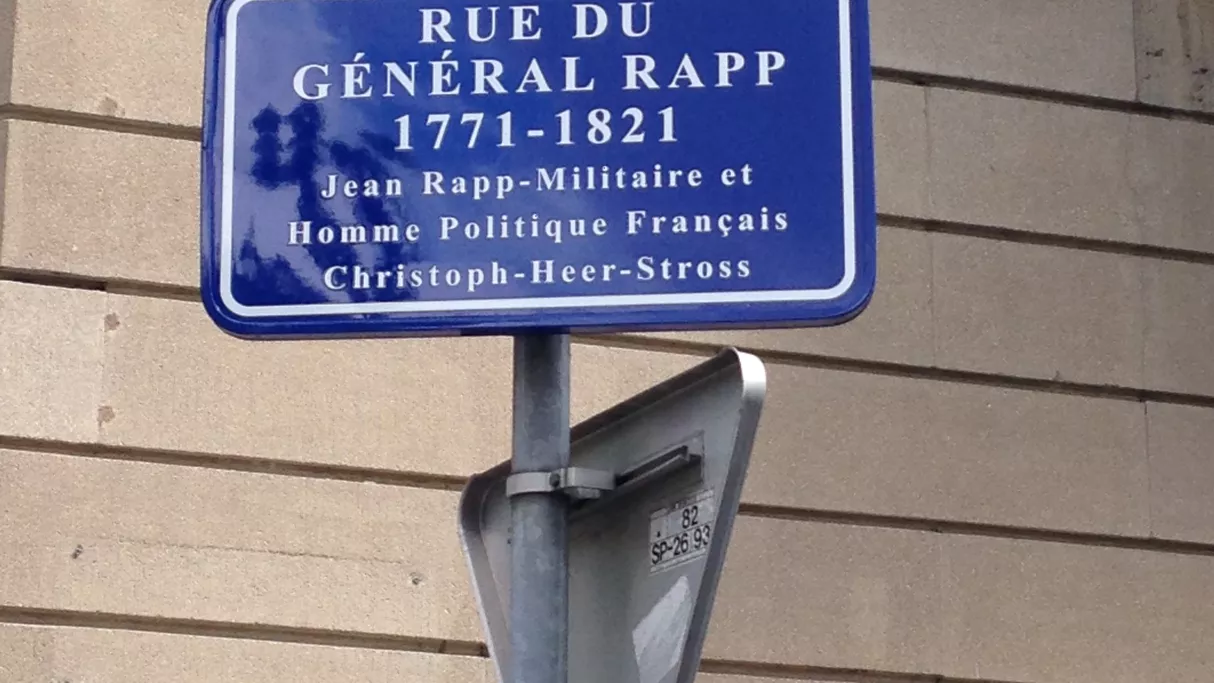 RUE DU
GÉNÉRAL RAPP
1771-1821
Jean Rapp-Militaire et
Homme Politique Français
Christoph-Heer-Stross
82
SP-26 93